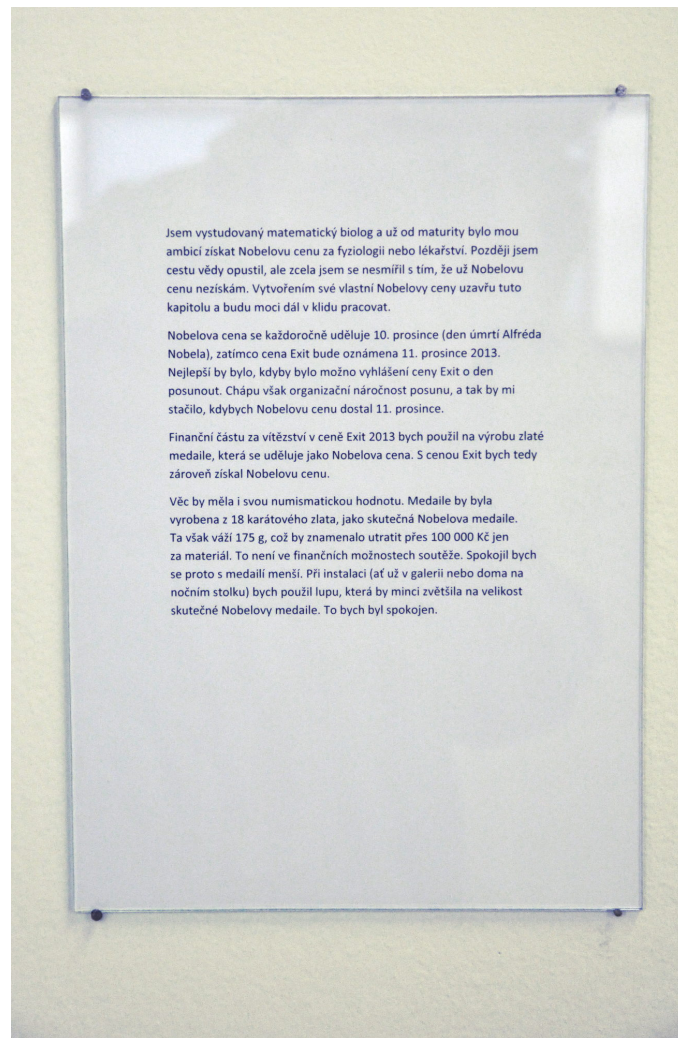 Jsem vystudovaný matematický biolog a už od maturity bylo mou
ambicí získat Nobelovu cenu za fyziologii nebo lékařství. Později jsem
cestu vědy opustil, ale zcela jsem se nesmířil s tím, že už Nobelovu
cenu nezískám. Vytvořením své vlastní Nobelovy ceny uzavřu tuto
kapitolu a budu moci dál v klidu pracovat.
Nobelova cena se každoročně uděluje 10. prosince (den úmrtí Alfréda
Nobela), zatímco cena Exit bude oznámena 11. prosince 2013.
Nejlepší by bylo, kdyby bylo možno vyhlášení ceny Exit o den
posunout. Chápu však organizační náročnost posunu, a tak by mi
stačilo, kdybych Nobelovu cenu dostal 11. prosince.
Finanční částu za vítězství v ceně Exit 2013 bych použil na výrobu zlaté
medaile, která se uděluje jako Nobelova cena. S cenou Exit bych tedy
zároveň získal Nobelovu cenu.
Věc by měla i svou numismatickou hodnotu. Medaile by byla
vyrobena z 18 karátového zlata, jako skutečná Nobelova medaile.
Ta však váží 175 g, což by znamenalo utratit přes 100 000 Kč jen
za materiál. To není ve finančních možnostech soutěže. Spokojil bych
se proto s medailí menší. Při instalaci (ať už v galerii nebo doma na
nočním stolku) bych použil lupu, která by minci zvětšila na velikost
skutečné Nobelovy medaile. To bych byl spokojen.